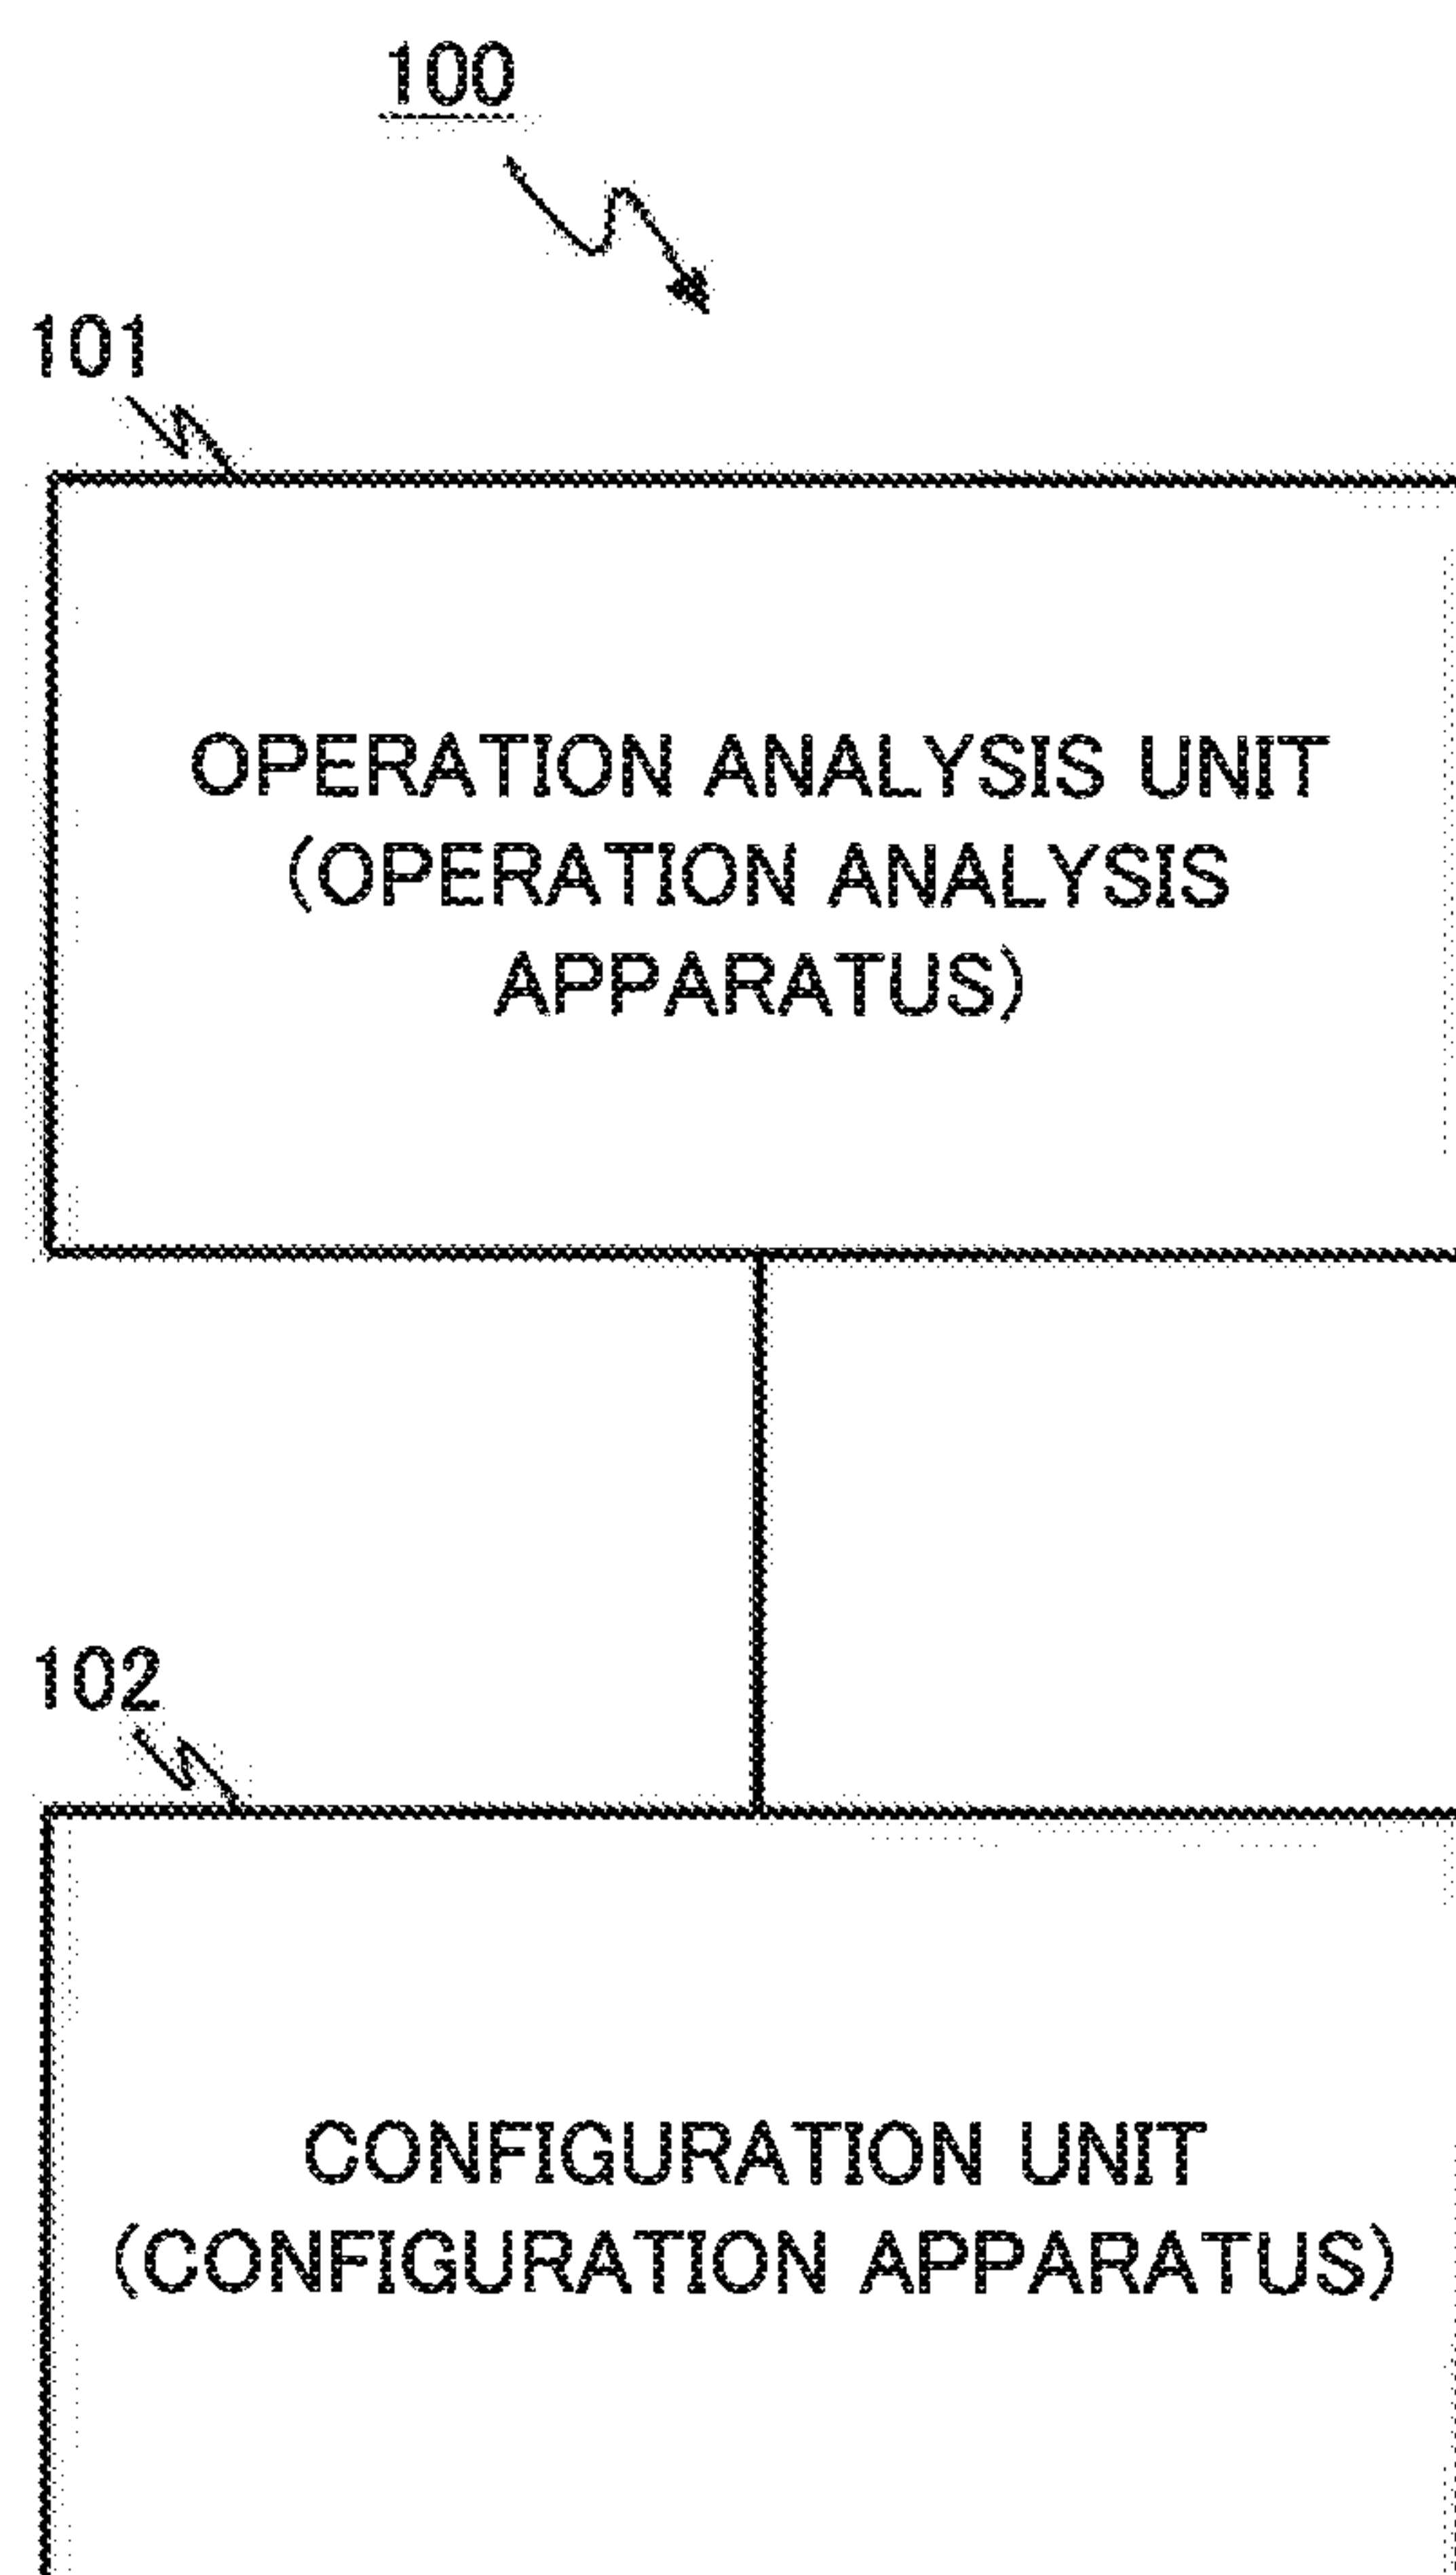 100
101
OPERATION ANALYSIS UNIT
(OPERATION ANALYSIS
APPARATUS)
102
CONFIGURATION UNIT
(CONFIGURATION APPARATUS)